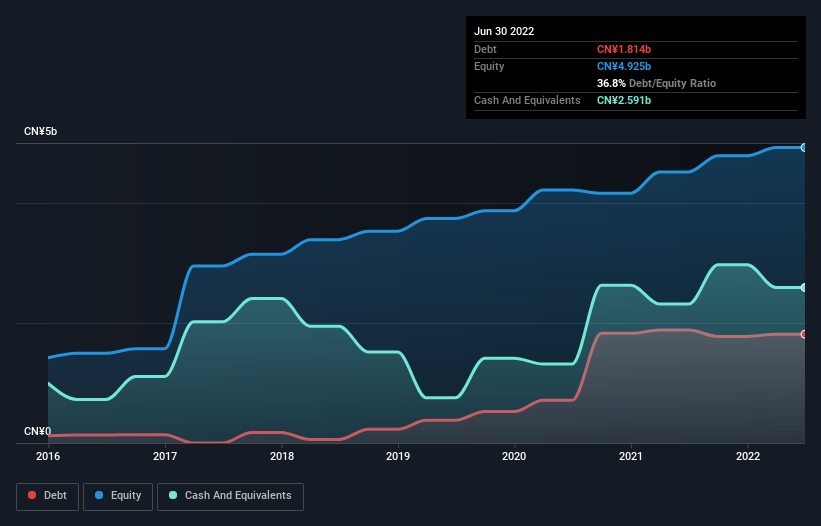 Jun 30 2022
Debt CN¥1.814b
Equity CN¥4.925b
36.8% Debt/Equity Ratio
Cash And Equivalents CN¥2.591b
CN¥5b
CN¥0
2016 2017 2018 2019 2020 2021 2022
Debt Equity Cash And Equivalents